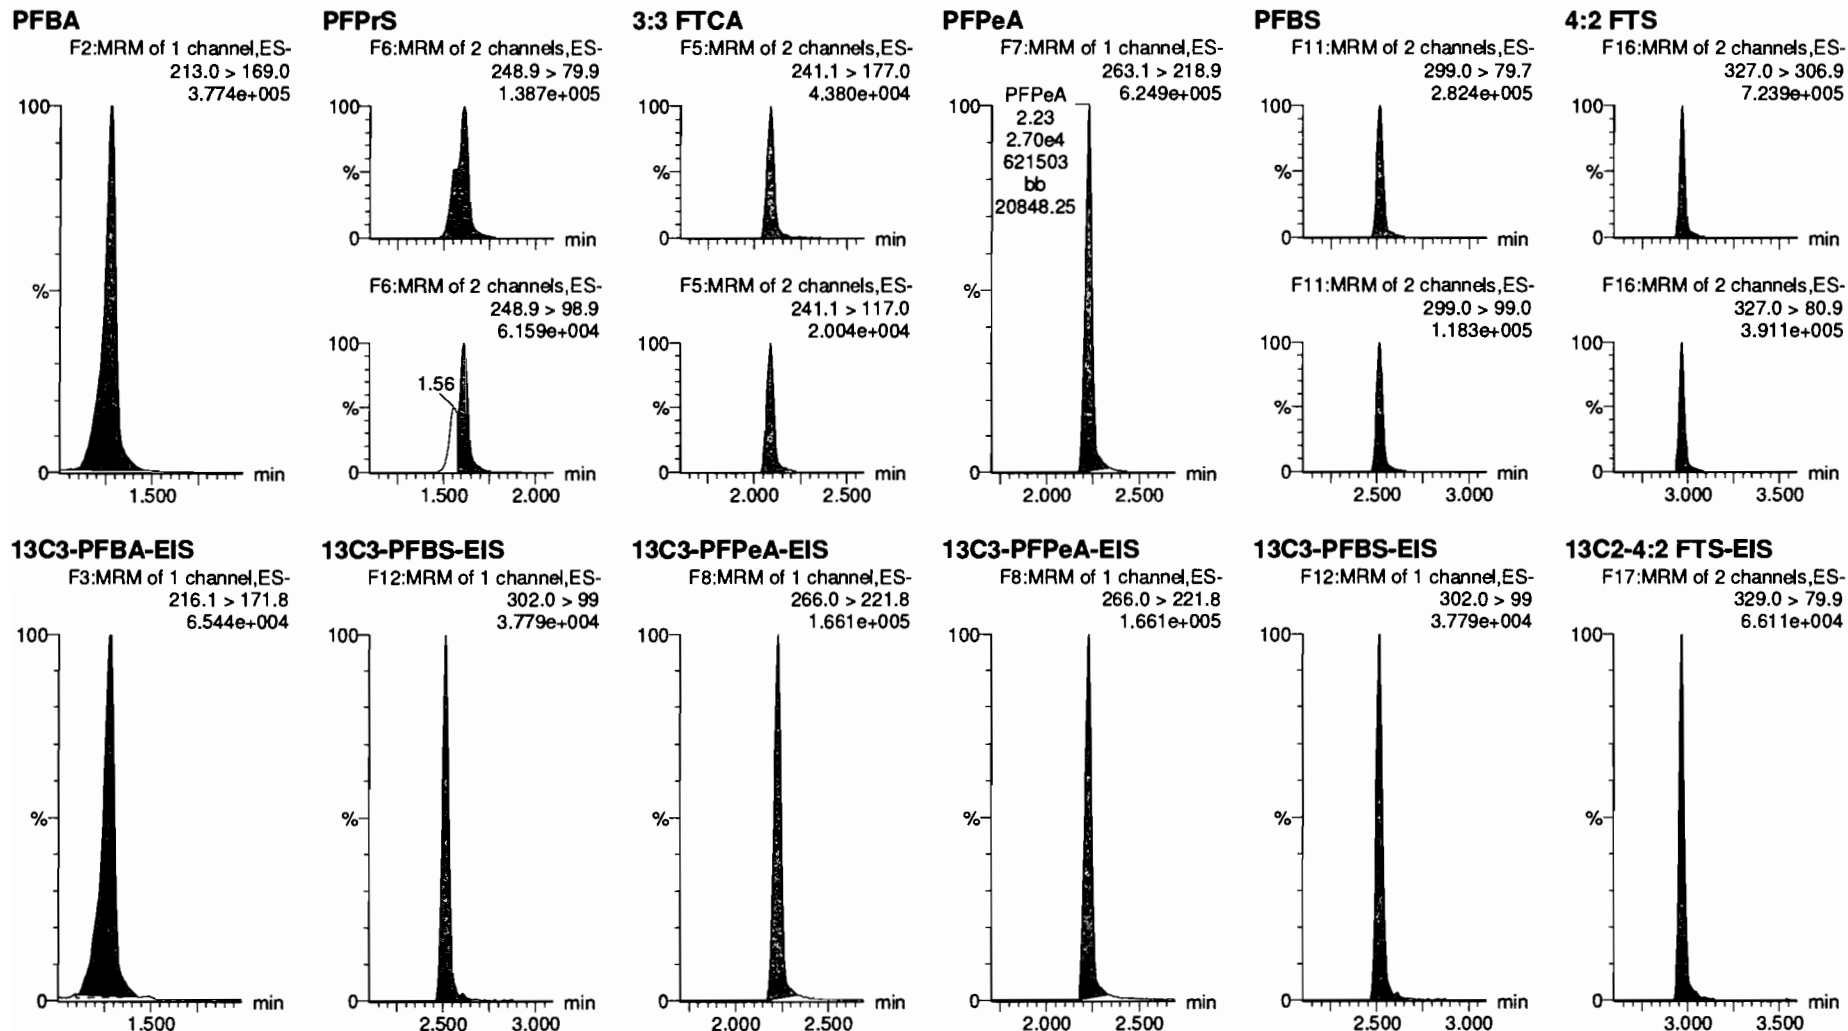 PFBA
F2:MRM of 1 channel,ES-
213.0 > 169.0
3.774e+005
100
%
0
min
1.500
PFPrS
F6:MRM of 2 channels,ES-
248.9 > 79.9
1.387e+005
100
%
0
min
F6:MRM of 2 channels,ES-
248.9 > 98.9
6.159e+004
100
1.56
%
0
min
1.500 2.000
3:3 FTCA
F5:MRM of 2 channels,ES-
241.1 > 177.0
4.380e+004
100
%
0
min
F5:MRM of 2 channels,ES-
241.1 > 117.0
2.004e+004
100
%
0
min
2.000 2.500
PFPeA
F7:MRM of 1 channel,ES-
263.1 > 218.9
6.249e+005
100
PFPeA
2.23
2.70e4
621503
bb
20848.25
%
0
min
2.000 2.500
PFBS
F11:MRM of 2 channels,ES-
299.0 > 79.7
2.824e+005
100
%
0
min
F11:MRM of 2 channels,ES-
299.0 > 99.0
1.183e+005
100
%
0
min
2.500 3.000
4:2 FTS
F16:MRM of 2 channels,ES-
327.0 > 306.9
7.239e+005
100
%
0
min
F16:MRM of 2 channels,ES-
327.0 > 80.9
3.911e+005
100
%
0
min
3.000 3.500
13C3-PFBA-EIS
F3:MRM of 1 channel,ES-
216.1 > 171.8
6.544e+004
100
%
0
min
1.500
13C3-PFBS-EIS
F12:MRM of 1 channel,ES-
302.0 > 99
3.779e+004
100
%
0
min
2.500 3.000
13C3-PFPeA-EIS
F8:MRM of 1 channel,ES-
266.0 > 221.8
1.661e+005
100
%
0
min
2.000 2.500
13C3-PFPeA-EIS
F8:MRM of 1 channel,ES-
266.0 > 221.8
1.661e+005
100
%
0
min
2.000 2.500
13C3-PFBS-EIS
F12:MRM of 1 channel,ES-
302.0 > 99
3.779e+004
100
%
0
min
2.500 3.000
13C2-4:2 FTS-EIS
F17:MRM of 2 channels,ES-
329.0 > 79.9
6.611e+004
100
%
0
min
3.000 3.500